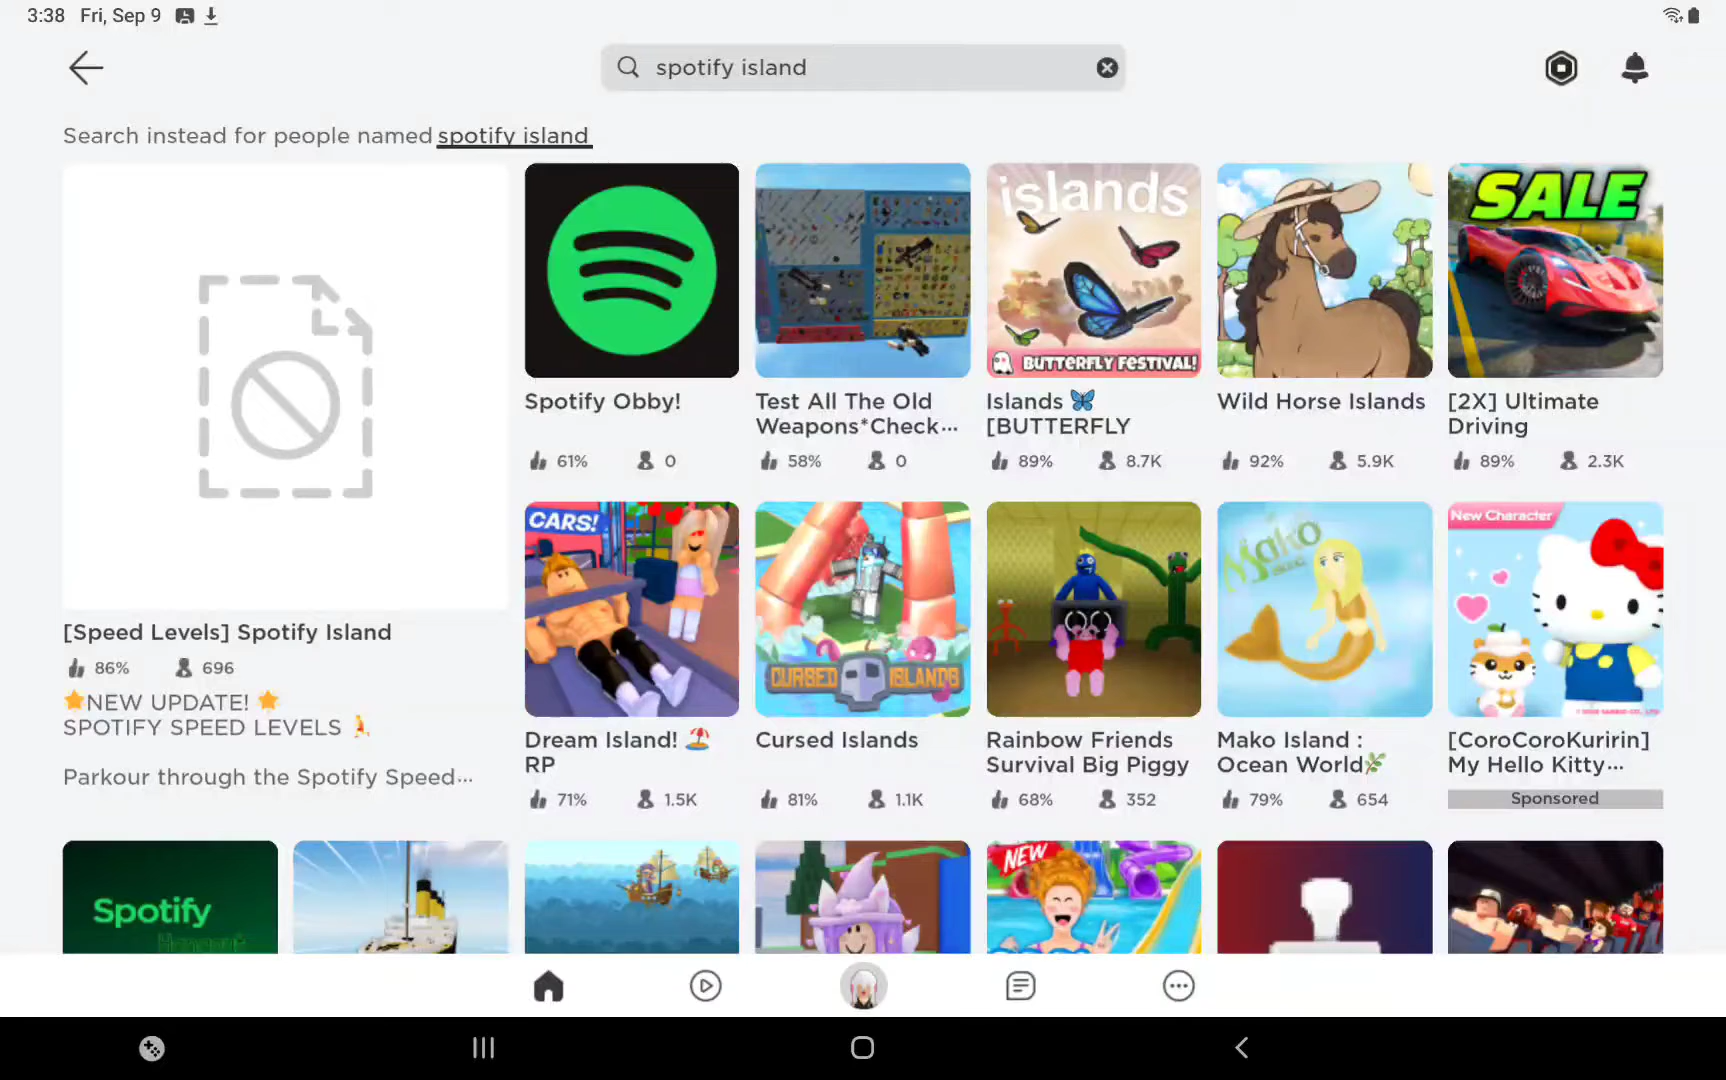 3:38 Fri, Sep 9
spotify island
Search instead for people named spotify island
SALE
islands
BUTTERFLY FESTIVAL!
Spotify Obby!
61% 0
Test All The Old
Weapons*Check...
58% 0
Islands 🦋
[BUTTERFLY
89% 8.7K
Wild Horse Islands
92% 5.9K
[2X] Ultimate
Driving
89% 2.3K
[Speed Levels] Spotify Island
86% 696
⭐NEW UPDATE! ⭐
SPOTIFY SPEED LEVELS 🏃
Parkour through the Spotify Speed...
CARS!
CURSED ISLANDS
Mako
New Character
Dream Island! 🏖️
RP
71% 1.5K
Cursed Islands
81% 1.1K
Rainbow Friends
Survival Big Piggy
68% 352
Mako Island :
Ocean World🌿
79% 654
[CoroCoroKuririn]
My Hello Kitty...
Sponsored
Spotify
NEW